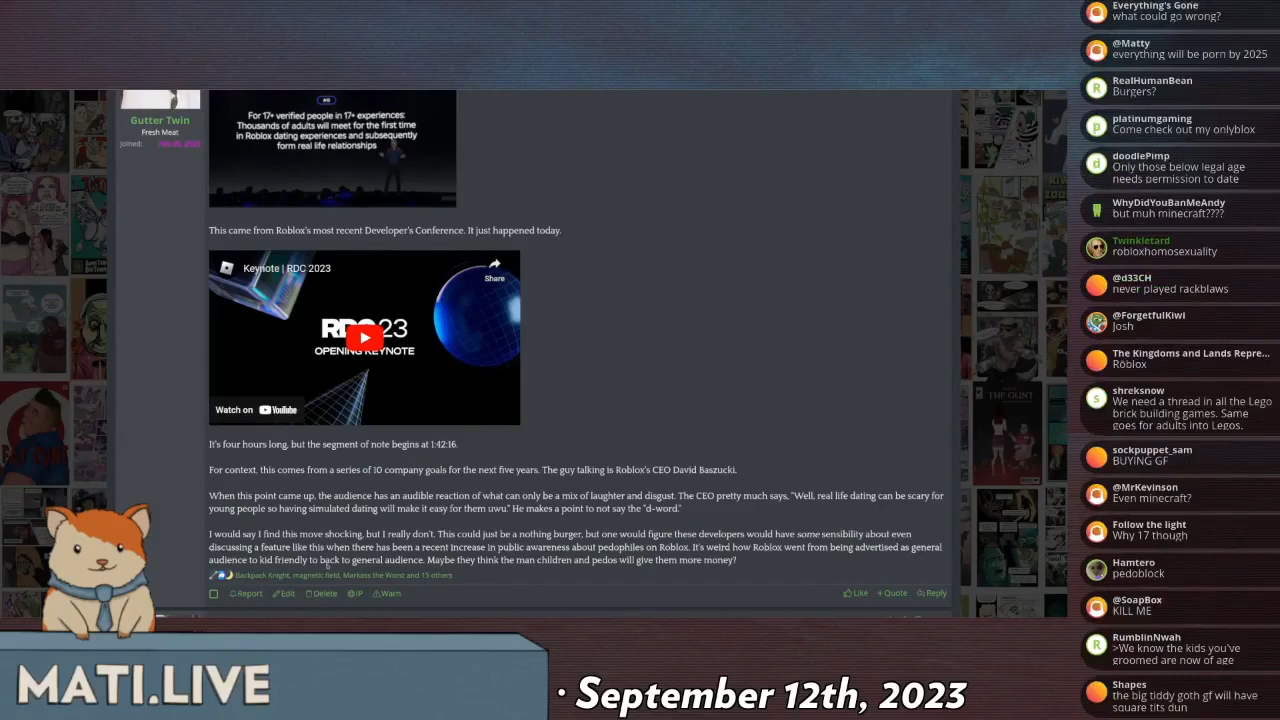 Gutter Twin
Fresh Meat
Joined:
#8
For 17+ verified people in 17+ experiences:
Thousands of adults will meet for the first time
in Roblox dating experiences and subsequently
form real life relationships
This came from Roblox's most recent Developer's Conference. It just happened today.
Keynote | RDC 2023
Share
RDC23
OPENING KEYNOTE
Watch on YouTube
It's four hours long, but the segment of note begins at 1:42:16.
For context, this comes from a series of 10 company goals for the next five years. The guy talking is Roblox's CEO David Baszucki.
When this point came up, the audience has an audible reaction of what can only be a mix of laughter and disgust. The CEO pretty much says, "Well, real life dating can be scary for
young people so having simulated dating will make it easy for them uwu." He makes a point to not say the "d-word."
I would say I find this move shocking, but I really don't. This could just be a nothing burger, but one would figure these developers would have some sensibility about even
discussing a feature like this when there has been a recent increase in public awareness about pedophiles on Roblox. It's weird how Roblox went from being advertised as general
audience to kid friendly to back to general audience. Maybe they think the man children and pedos will give them more money?
Backpack Knight, magnetic field, Markass the Worst and 15 others
Report Edit Delete IP Warn
Like + Quote Reply
THE GUNT
MATI.LIVE
· September 12th, 2023
Everything's Gone
what could go wrong?
@Matty
everything will be porn by 2025
RealHumanBean
Burgers?
platinumgaming
Come check out my onlyblox
doodlePimp
Only those below legal age
needs permission to date
WhyDidYouBanMeAndy
but muh minecraft????
Twinkletard
robloxhomosexuality
@d33CH
never played rackblaws
@ForgetfulKiwi
Josh
The Kingdoms and Lands Repre...
Röblox
shreksnow
We need a thread in all the Lego
brick building games. Same
goes for adults into Legos.
sockpuppet_sam
BUYING GF
@MrKevinson
Even minecraft?
Follow the light
Why 17 though
Hamtero
pedoblock
@SoapBox
KILL ME
RumblinNwah
>We know the kids you've
groomed are now of age
Shapes
the big tiddy goth gf will have
square tits dun